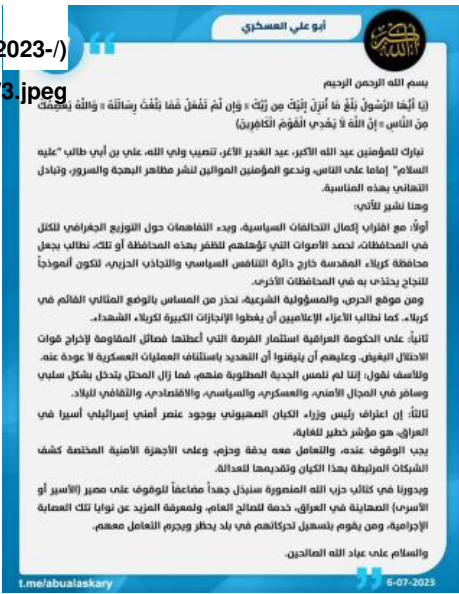 أبو علي العسكري
2023-/)
3.jpeg
بسم الله الرحمن الرحيم
(يَا أَيُّهَا الرَّسُولُ بَلِّغْ مَا أُنزِلَ إِلَيْكَ مِن رَّبِّكَ ۖ وَإِن لَّمْ تَفْعَلْ فَمَا بَلَّغْتَ رِسَالَتَهُ ۚ وَاللَّهُ يَعْصِمُكَ
مِنَ النَّاسِ ۗ إِنَّ اللَّهَ لَا يَهْدِي الْقَوْمَ الْكَافِرِينَ)
نبارك للمؤمنين عيد الله الأكبر، عيد الغدير الأغر، تنصيب ولي الله، علي بن أبي طالب "عليه
السلام" إماما على الناس، وندعو المؤمنين الموالين لنشر مظاهر البهجة والسرور، وتبادل
التهاني بهذه المناسبة.
وهنا نشير للآتي:
أولاً: مع اقتراب إكمال التحالفات السياسية، وبدء التفاهمات حول التوزيع الجغرافي للكتل
في المحافظات، لحصد الأصوات التي تؤهلهم للظفر بهذه المحافظة أو تلك، نطالب بجعل
محافظة كربلاء المقدسة خارج دائرة التنافس السياسي والتجاذب الحزبي، لتكون أنموذجاً
للنجاح يحتذى به في المحافظات الأخرى.
ومن موقع الحرص، والمسؤولية الشرعية، نحذر من المساس بالوضع المثالي القائم في
كربلاء. كما نطالب الأعزاء الإعلاميين أن يغطوا الإنجازات الكبيرة لكربلاء الشهداء.
ثانياً: على الحكومة العراقية استثمار الفرصة التي أعطتها فصائل المقاومة لإخراج قوات
الاحتلال البغيض. وعليهم أن يتيقنوا أن التهديد باستئناف العمليات العسكرية لا عودة عنه.
وللأسف نقول: إننا لم نلمس الجدية المطلوبة منهم، فما زال المحتل يتدخل بشكل سلبي
وسافر في المجال الأمني، والعسكري، والسياسي، والاقتصادي، والثقافي للبلاد.
ثالثاً: إن اعتراف رئيس وزراء الكيان الصهيوني بوجود عنصر أمني إسرائيلي أسيرا في
العراق، هو مؤشر خطير للغاية،
يجب الوقوف عنده، والتعامل معه بدقة وحزم، وعلى الأجهزة الأمنية المختصة كشف
الشبكات المرتبطة بهذا الكيان وتقديمها للعدالة.
وبدورنا في كتائب حزب الله المنصورة سنبذل جهداً مضاعفاً للوقوف على مصير (الأسير أو
الأسرى) الصهاينة في العراق، خدمة للصالح العام، ولمعرفة المزيد عن نوايا تلك العصابة
الإجرامية، ومن يقوم بتسهيل تحركاتهم في بلد يحظر ويجرم التعامل معهم.
والسلام على عباد الله الصالحين.
t.me/abualaskary
6-07-2023